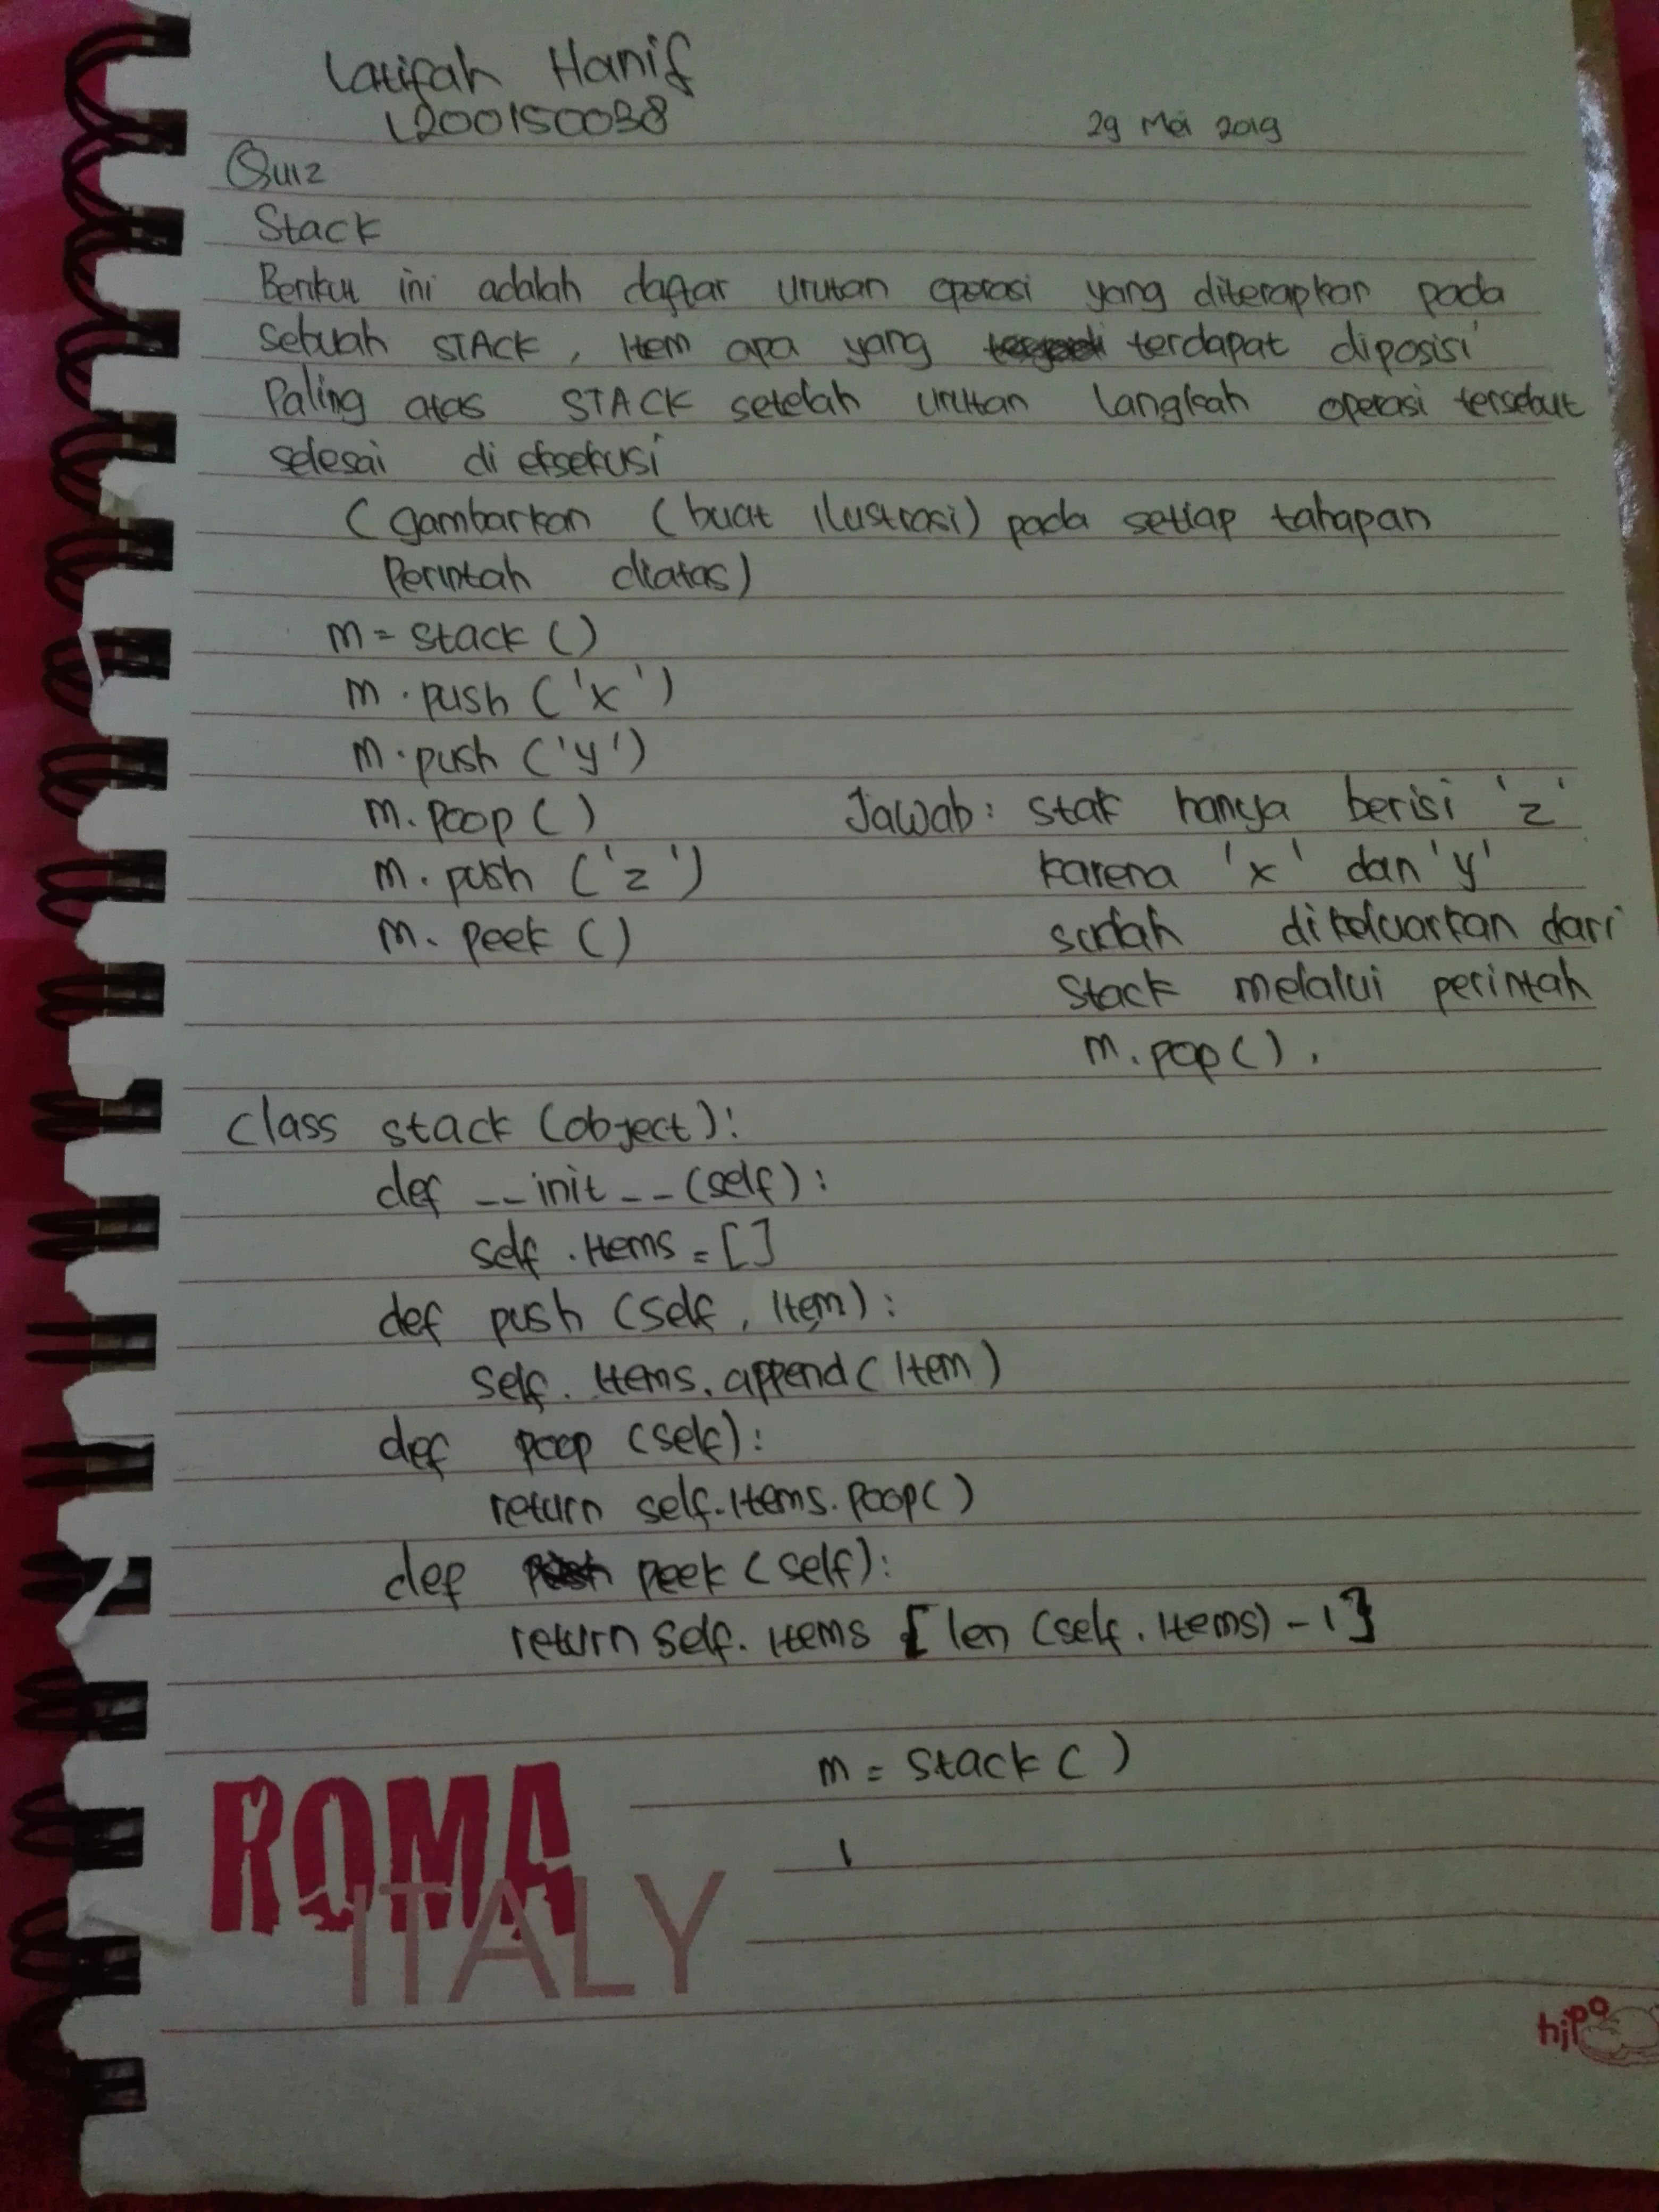 Latifah Hanif
L200150038
29 Mei 2019
Quiz
Stack
Berikut ini adalah daftar urutan operasi yang diterapkan pada
sebuah STACK, Item apa yang terdapat diposisi
Paling atas STACK setelah urutan langkah operasi tersebut
selesai di eksekusi
(gambarkan (buat ilustrasi) pada setiap tahapan
Perintah diatas)
m = stack ()
m.push ('x')
m.push ('y')
m.poop ()
Jawab: stak hanya berisi 'z'
m.push ('z')
karena 'x' dan 'y'
m.peek ()
sudah dikeluarkan dari
Stack melalui perintah
m.pop().
class stack (object):
def __init__(self):
self.Items = []
def push (self, Item):
self.Items.append(Item)
def poop (self):
return self.Items.poop()
def peek (self):
return self.Items [len (self.Items) -1]
m = Stack ()
ROMA
ITALY
hipo